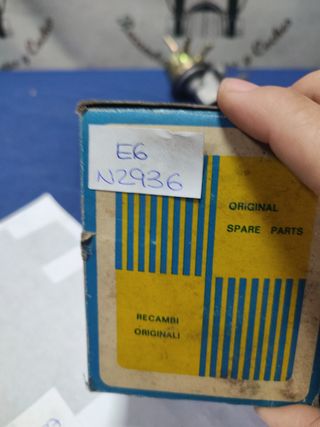 E6
N2936
ORIGINAL
SPARE PARTS
RECAMBI
ORIGINALI